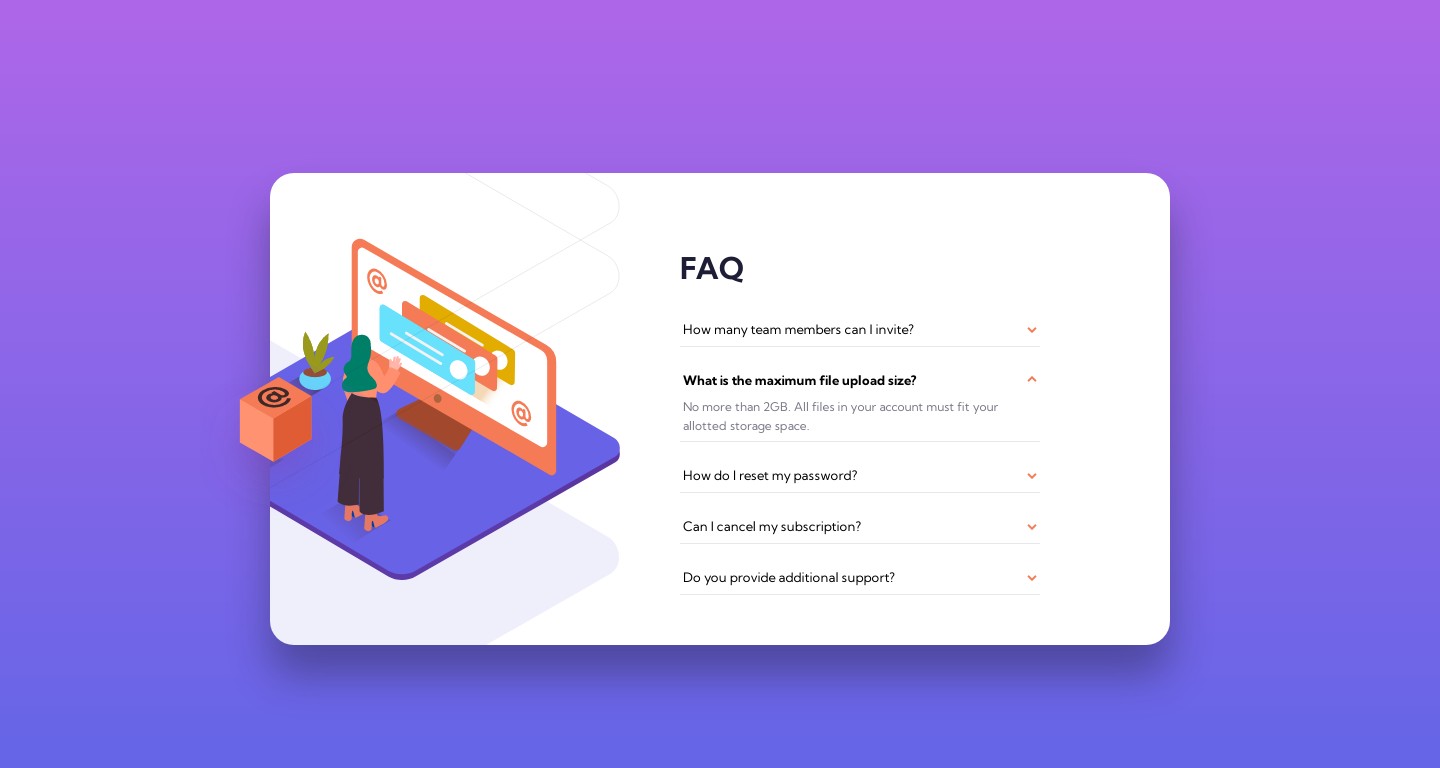 FAQ
How many team members can I invite?
What is the maximum file upload size?
No more than 2GB. All files in your account must fit your
allotted storage space.
How do I reset my password?
Can I cancel my subscription?
Do you provide additional support?
@
@
@